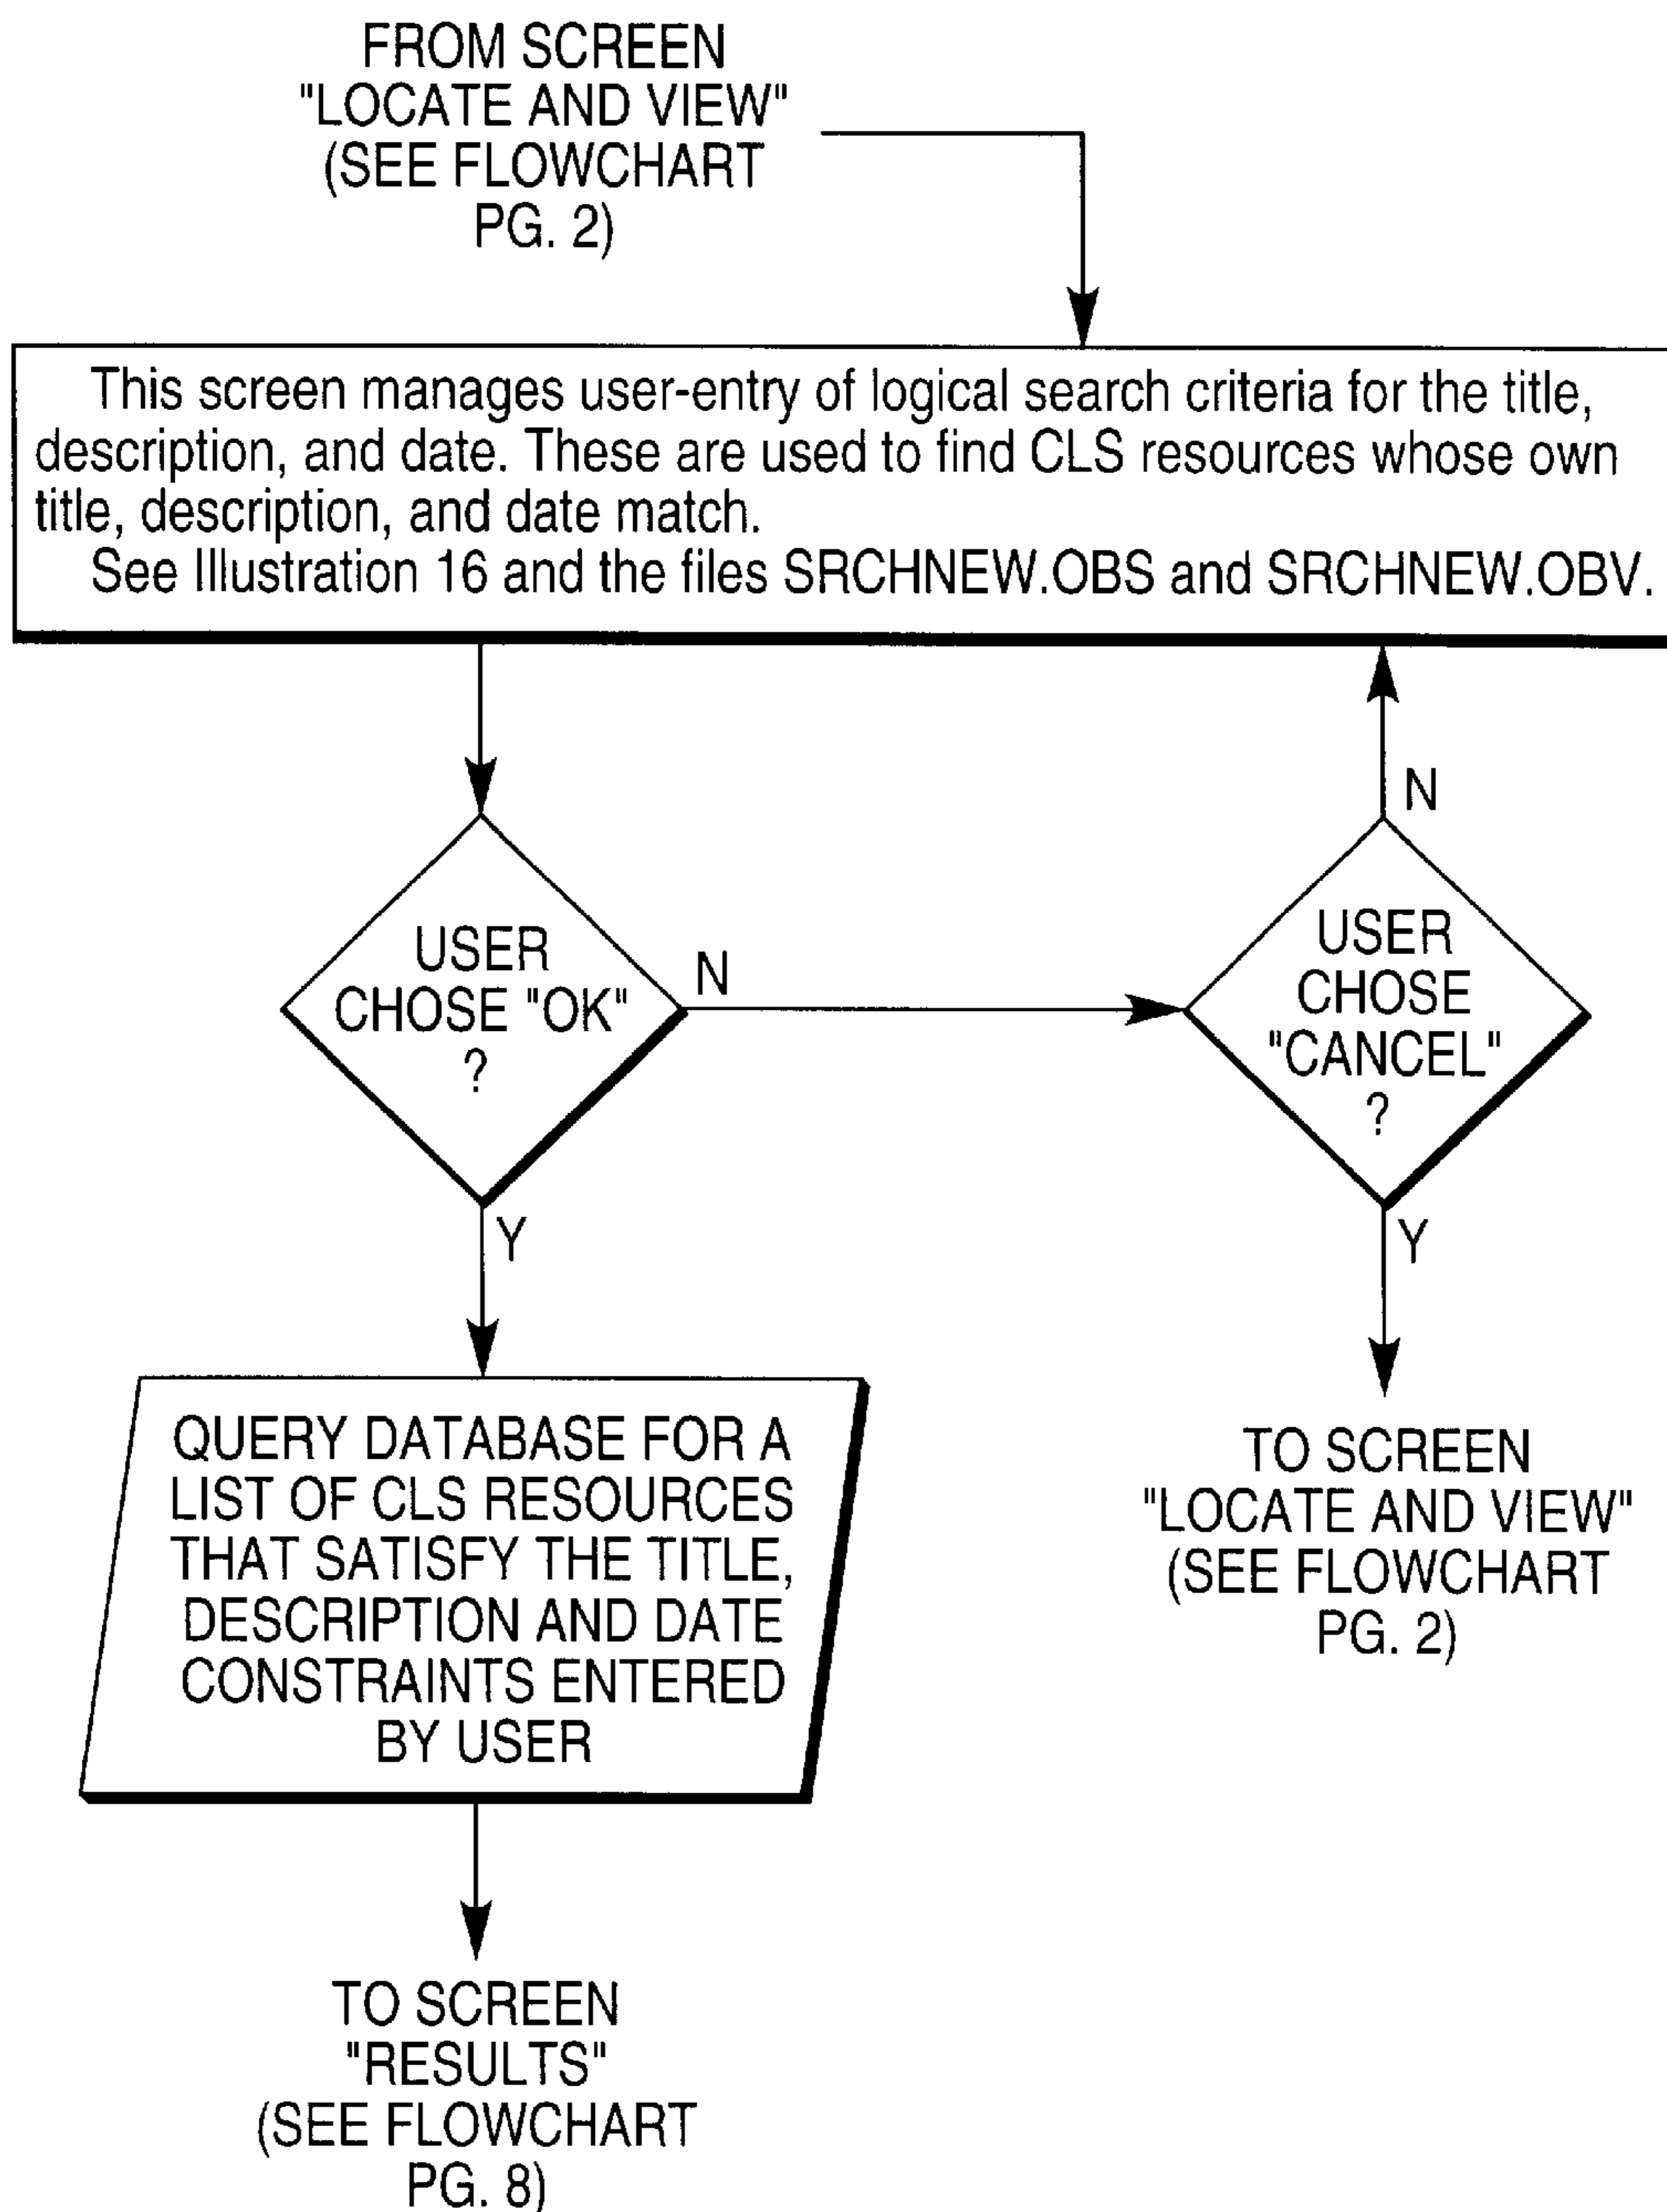 FROM SCREEN
"LOCATE AND VIEW"
(SEE FLOWCHART
PG. 2)
This screen manages user-entry of logical search criteria for the title,
description, and date. These are used to find CLS resources whose own
title, description, and date match.
See Illustration 16 and the files SRCHNEW.OBS and SRCHNEW.OBV.
USER
CHOSE "OK"
?
N
Y
USER
CHOSE
"CANCEL"
?
N
Y
QUERY DATABASE FOR A
LIST OF CLS RESOURCES
THAT SATISFY THE TITLE,
DESCRIPTION AND DATE
CONSTRAINTS ENTERED
BY USER
TO SCREEN
"LOCATE AND VIEW"
(SEE FLOWCHART
PG. 2)
TO SCREEN
"RESULTS"
(SEE FLOWCHART
PG. 8)